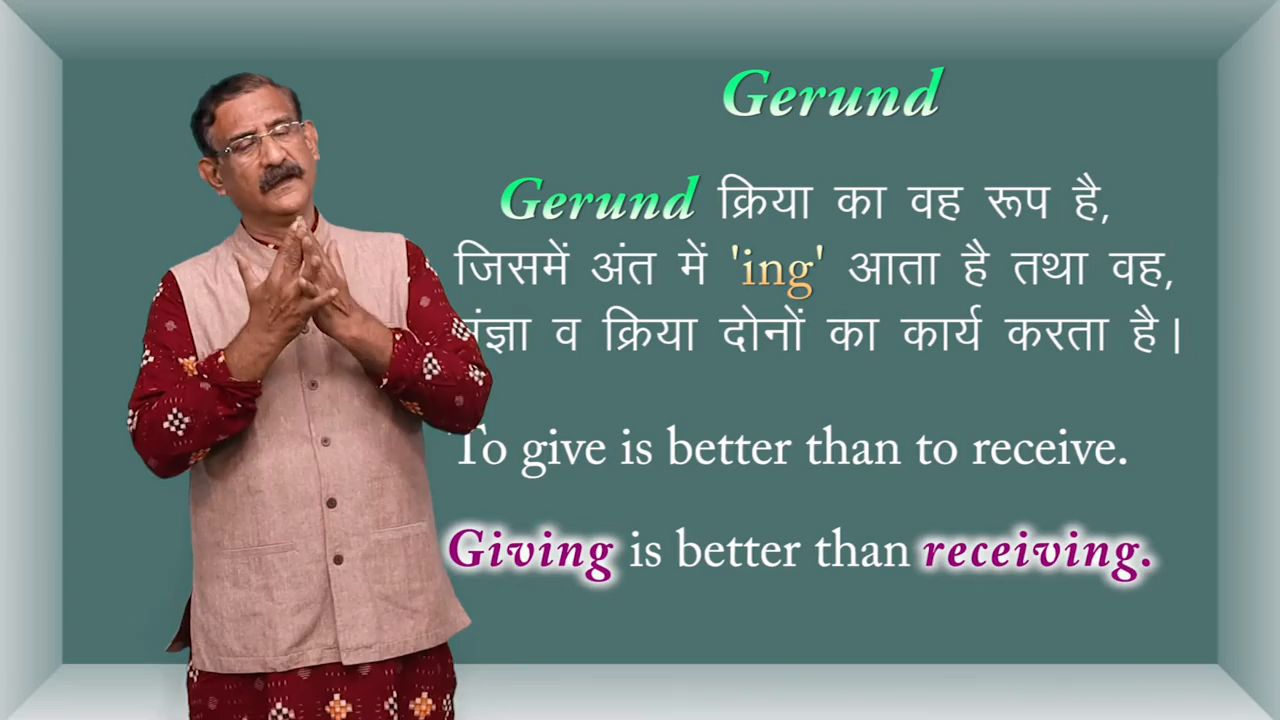 Gerund
Gerund क्रिया का वह रूप है,
जिसमें अंत में 'ing' आता है तथा वह,
संज्ञा व क्रिया दोनों का कार्य करता है।
To give is better than to receive.
Giving is better than receiving.